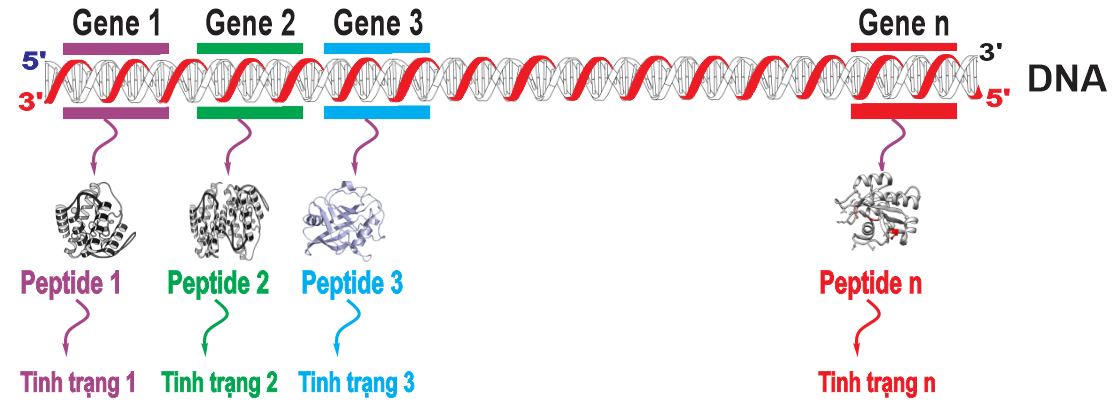 Gene 1 Gene 2 Gene 3 Gene n
5' 3'
DNA
3' 5'
Peptide 1 Peptide 2 Peptide 3 Peptide n
Tinh trạng 1 Tinh trạng 2 Tinh trạng 3 Tinh trạng n